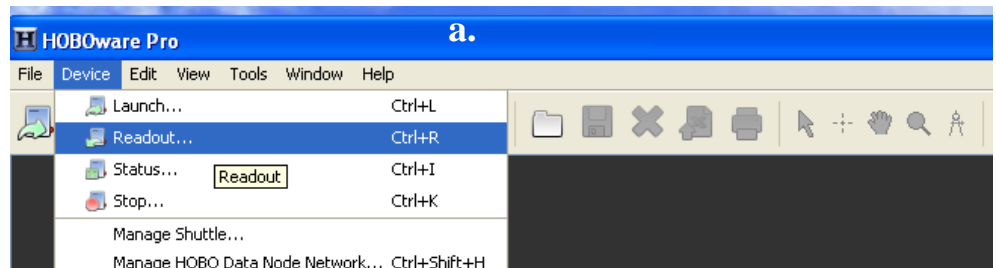 HOBOware Pro a.
File Device Edit View Tools Window Help
Launch... Ctrl+L
Readout... Ctrl+R
Status... Readout Ctrl+I
Stop... Ctrl+K
Manage Shuttle...
Manage HOBO Data Node Network... Ctrl+Shift+H